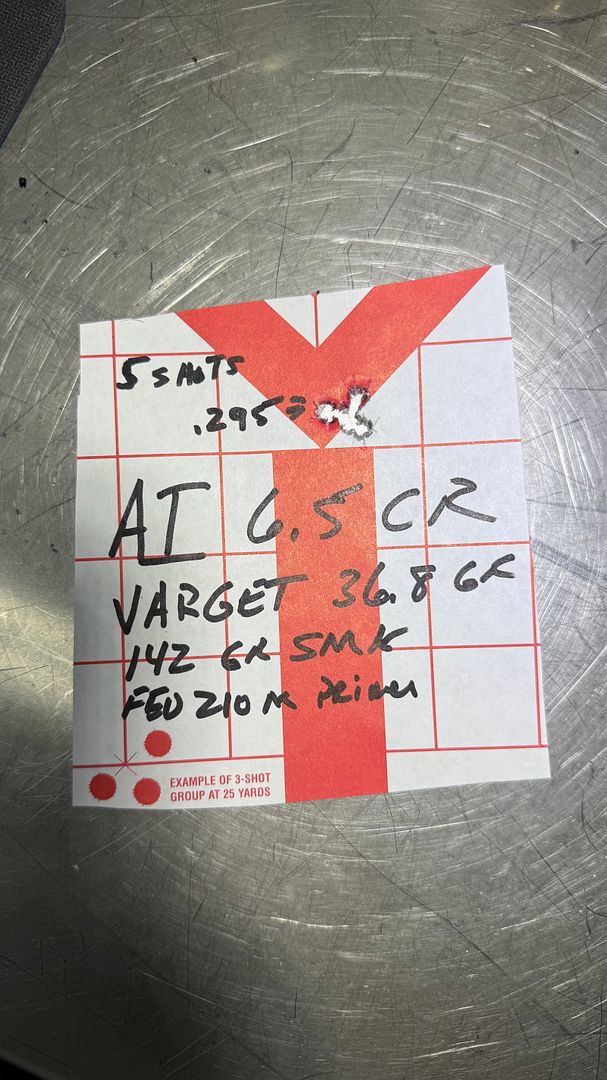 5 SHOTS
.295
AI 6.5 CR
VARGET 36.8 GR
142 GR SMK
FED 210 M Primer
EXAMPLE OF 3-SHOT
GROUP AT 25 YARDS